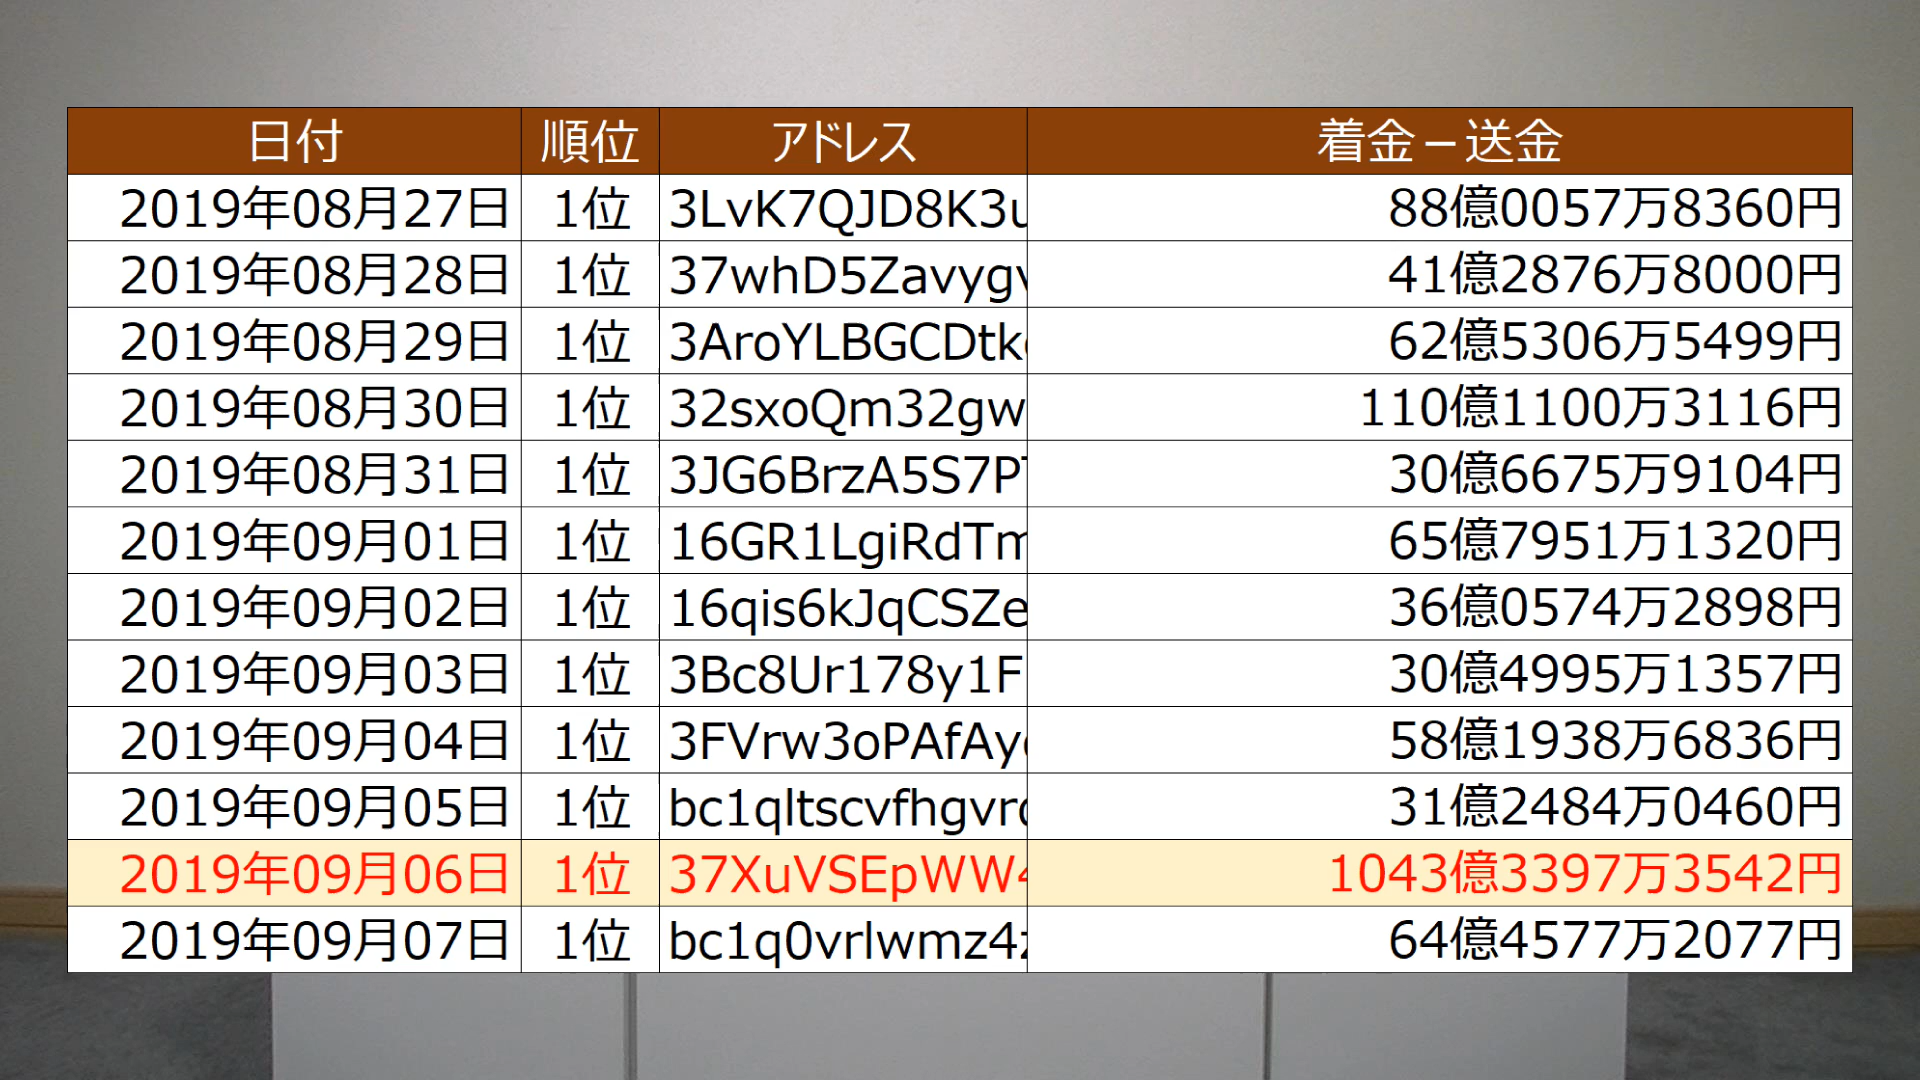 日付 順位 アドレス 着金－送金
2019年08月27日 1位 3LvK7QJD8K3u 88億0057万8360円
2019年08月28日 1位 37whD5Zavygv 41億2876万8000円
2019年08月29日 1位 3AroYLBGCDtk 62億5306万5499円
2019年08月30日 1位 32sxoQm32gw 110億1100万3116円
2019年08月31日 1位 3JG6BrzA5S7P 30億6675万9104円
2019年09月01日 1位 16GR1LgiRdTm 65億7951万1320円
2019年09月02日 1位 16qis6kJqCSZe 36億0574万2898円
2019年09月03日 1位 3Bc8Ur178y1F 30億4995万1357円
2019年09月04日 1位 3FVrw3oPAfAy 58億1938万6836円
2019年09月05日 1位 bc1qltscvfhgvr 31億2484万0460円
2019年09月06日 1位 37XuVSEpWW4 1043億3397万3542円
2019年09月07日 1位 bc1q0vrlwmz4z 64億4577万2077円